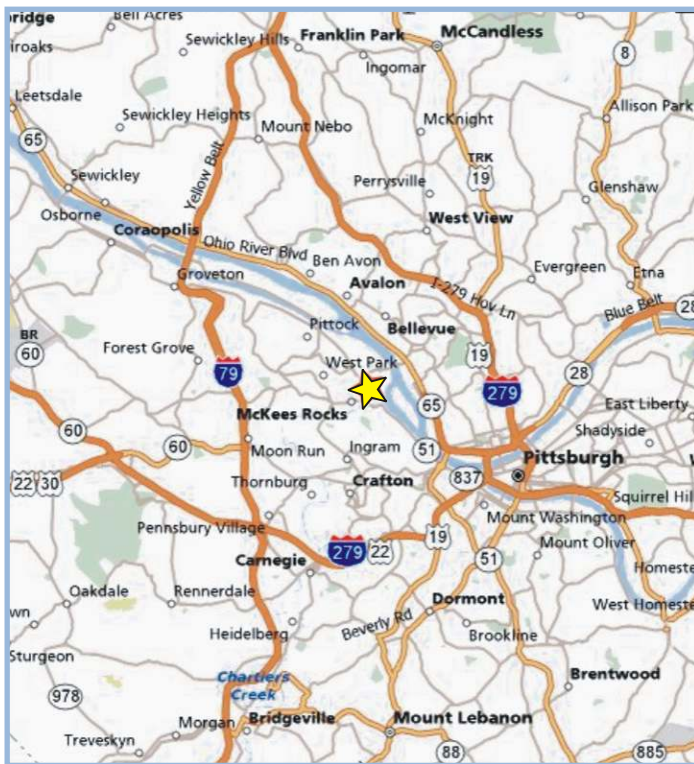 bridge
Bell Acres
Sewickley Hills
Franklin Park
McCandless
8
Ingomar
Leetsdale
Sewickley Heights
Allison Park
65
Mount Nebo
McKnight
TRK
19
Yellow Belt
Perrysville
Sewickley
Glenshaw
Osborne
West View
Coraopolis
Ohio River Blvd
Ben Avon
Evergreen
Etna
Groveton
Avalon
I-279 Hov Ln
Blue Belt
28
Pittock
Bellevue
BR
60
Forest Grove
West Park
19
79
28
279
McKees Rocks
65
East Liberty
60
60
Moon Run
Ingram
51
Shadyside
Pittsburgh
22
30
Thornburg
Crafton
837
Squirrel Hil
Pennsbury Village
19
Mount Washington
279
22
51
Mount Oliver
Carnegie
Homeste
Oakdale
Rennerdale
Dormont
West Homeste
wn
Heidelberg
Beverly Rd
Brookline
Sturgeon
Chartiers
Creek
Brentwood
978
Morgan
Bridgeville
Mount Lebanon
Treveskyn
88
885